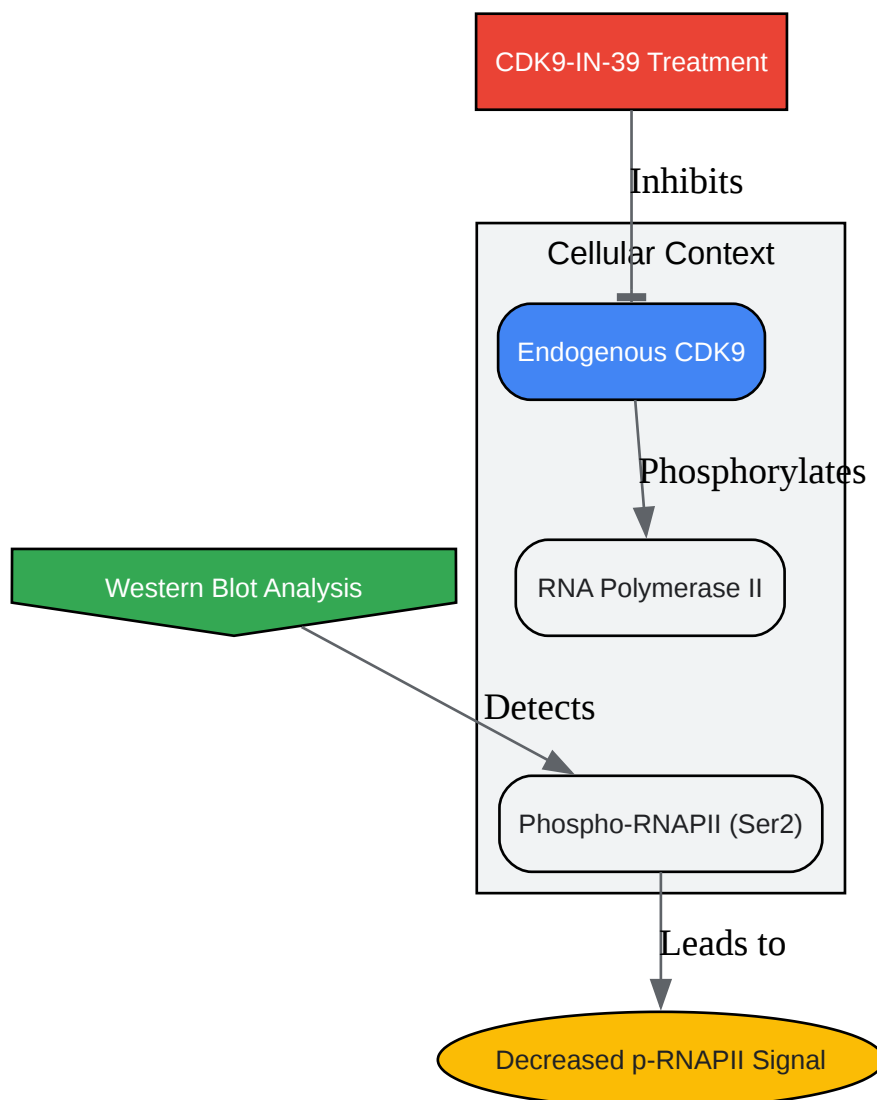 CDK9-IN-39 Treatment
Inhibits
Cellular Context
Endogenous CDK9
Phosphorylates
RNA Polymerase II
Western Blot Analysis
Detects
Phospho-RNAPII (Ser2)
Leads to
Decreased p-RNAPII Signal